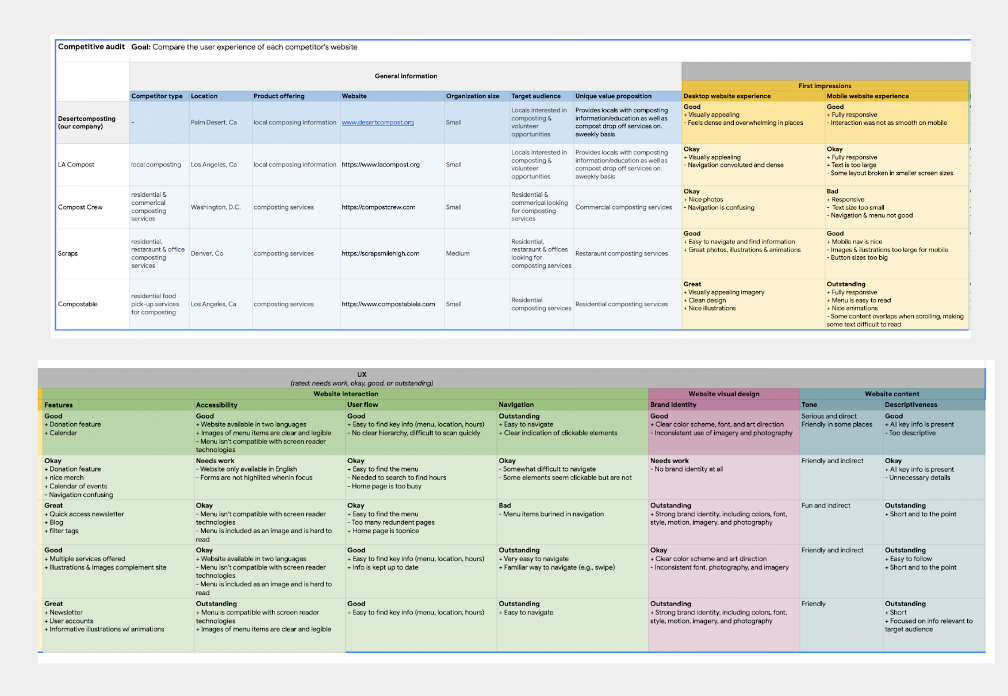 Competitive audit Goal: Compare the user experience of each competitor's website
General information
First impressions
Competitor type Location Product offering Website Organization size Target audience Unique value proposition Desktop website experience Mobile website experience
Desertcomposting
(our company)
-
Palm Desert, Ca
local composting information
www.desertcompost.org
Small
Locals interested in
composting &
volunteer
opportunities
Provides locals with composting
information/education as well as
compost drop off services on.
aweekly basis
Good
+ Visually appealing
- Feels dense and overwhelming in places
Good
+ Fully responsive
- Interaction was not as smooth on mobile
LA Compost
local composting
Los Angeles, Ca
local composting information
https://www.lacompost.org
Small
Locals interested in
composting &
volunteer
opportunities
Provides locals with composting
information/education as well as
compost drop off services on.
aweekly basis
Okay
+ Visually appleaing
- Navigation convoluted and dense
Okay
+ Fully responsive
+ Text is too large
- Some layout broken in smaller screen sizes
Compost Crew
residential &
commerical
composting
services
Washington, D.C.
composting services
https://compostcrew.com
Small
Residential &
commerical looking
for composting
services
Commercial composting services
Okay
+ Nice photos
- Navigation is confusing
Bad
+ Responsive
- Text size too small
- Navigation & menu not good
Scraps
residential,
restaraunt & office
composting
services
Denver, Co
composting services
https://scrapsmilehigh.com
Medium
Residential,
restaraunt & offices
looking for
composting services
Restaraunt composting services
Good
+ Easy to navigate and find information
+ Great photos, illustrations & animations
Good
+ Mobile nav is nice
- Images & ilustrations too large for mobile
- Button sizes too big
Compostable
residential food
pick-up services
for composting
Los Angeles, Ca
composting services
https://www.compostablela.com
Small
Residential
composting services
Residential composting services
Great
+ Visually appealing imagery
+ Clean design
+ Nice illustrations
Outstanding
+ Fully responsive
+ Menu is easy to read
+ Nice animations
- Some content overlaps when scrolling, making
some text difficult to read
UX
(rated: needs work, okay, good, or outstanding)
Website interaction Website visual design Website content
Features Accessibility User flow Navigation Brand identity Tone Descriptiveness
Good
+ Donation feature
+ Calendar
Good
+ Website available in two languages
+ Images of menu items are clear and legible
- Menu isn't compatible with screen reader
technologies
Good
+ Easy to find key info (menu, location, hours)
- No clear hierarchy, difficult to scan quickly
Outstanding
+ Easy to navigate
+ Clear indication of clickable elements
Good
+ Clear color scheme, font, and art direction
- Inconsistent use of imagery and photography
Serious and direct
Friendly in some places
Good
+ All key info is present
- Too descriptive
Okay
+ Donation feature
+ nice merch
+ Calendar of events
- Navigation confusing
Needs work
- Website only available in English
- Forms are not highlited whenin focus
Okay
+ Easy to find the menu
- Needed to search to find hours
- Home page is too busy
Okay
- Somewhat difficult to navigate
- Some elements seem clickable but are not
Needs work
- No brand identity at all
Friendly and indirect
Okay
+ All key info is present
- Unnecessary details
Great
+ Quick access newsletter
+ Blog
+ filter tags
Okay
- Menu isn't compatible with screen reader
technologies
- Menu is included as an image and is hard to
read
Okay
+ Easy to find the menu
- Too many redundent pages
+ Home page is toonice
Bad
- Menu items burined in navigation
Outstanding
+ Strong brand identity, including colors, font,
style, motion, imagery, and photography
Fun and indirect
Outstanding
+ Short and to the point
Good
+ Multiple services offered
+ Illustrations & images complement site
Okay
+ Website available in two languages
- Menu isn't compatible with screen reader
technologies
- Menu is included as an image and is hard to
read
Good
+ Easy to find key info (menu, location, hours)
+ Info is kept up to date
Outstanding
+ Very easy to navigate
+ Familiar way to navigate (e.g., swipe)
Okay
+ Clear color scheme and art direction
- Inconsistent font, photography, and imagery
Friendly and indirect
Outstanding
+ Easy to follow
+ Short and to the point
Great
+ Newsletter
+ User accounts
+ Informative illustrations w/ animations
Outstanding
+ Menu is compatible with screen reader
technologies
+ Images of menu items are clear and legible
Good
+ Easy to find key info (menu, location, hours)
Outstanding
+ Easy to navigate
Outstanding
+ Strong brand identity, including colors, font,
style, motion, imagery, and photography
Friendly
Outstanding
+ Short
+ Focused on info relevant to
target audience